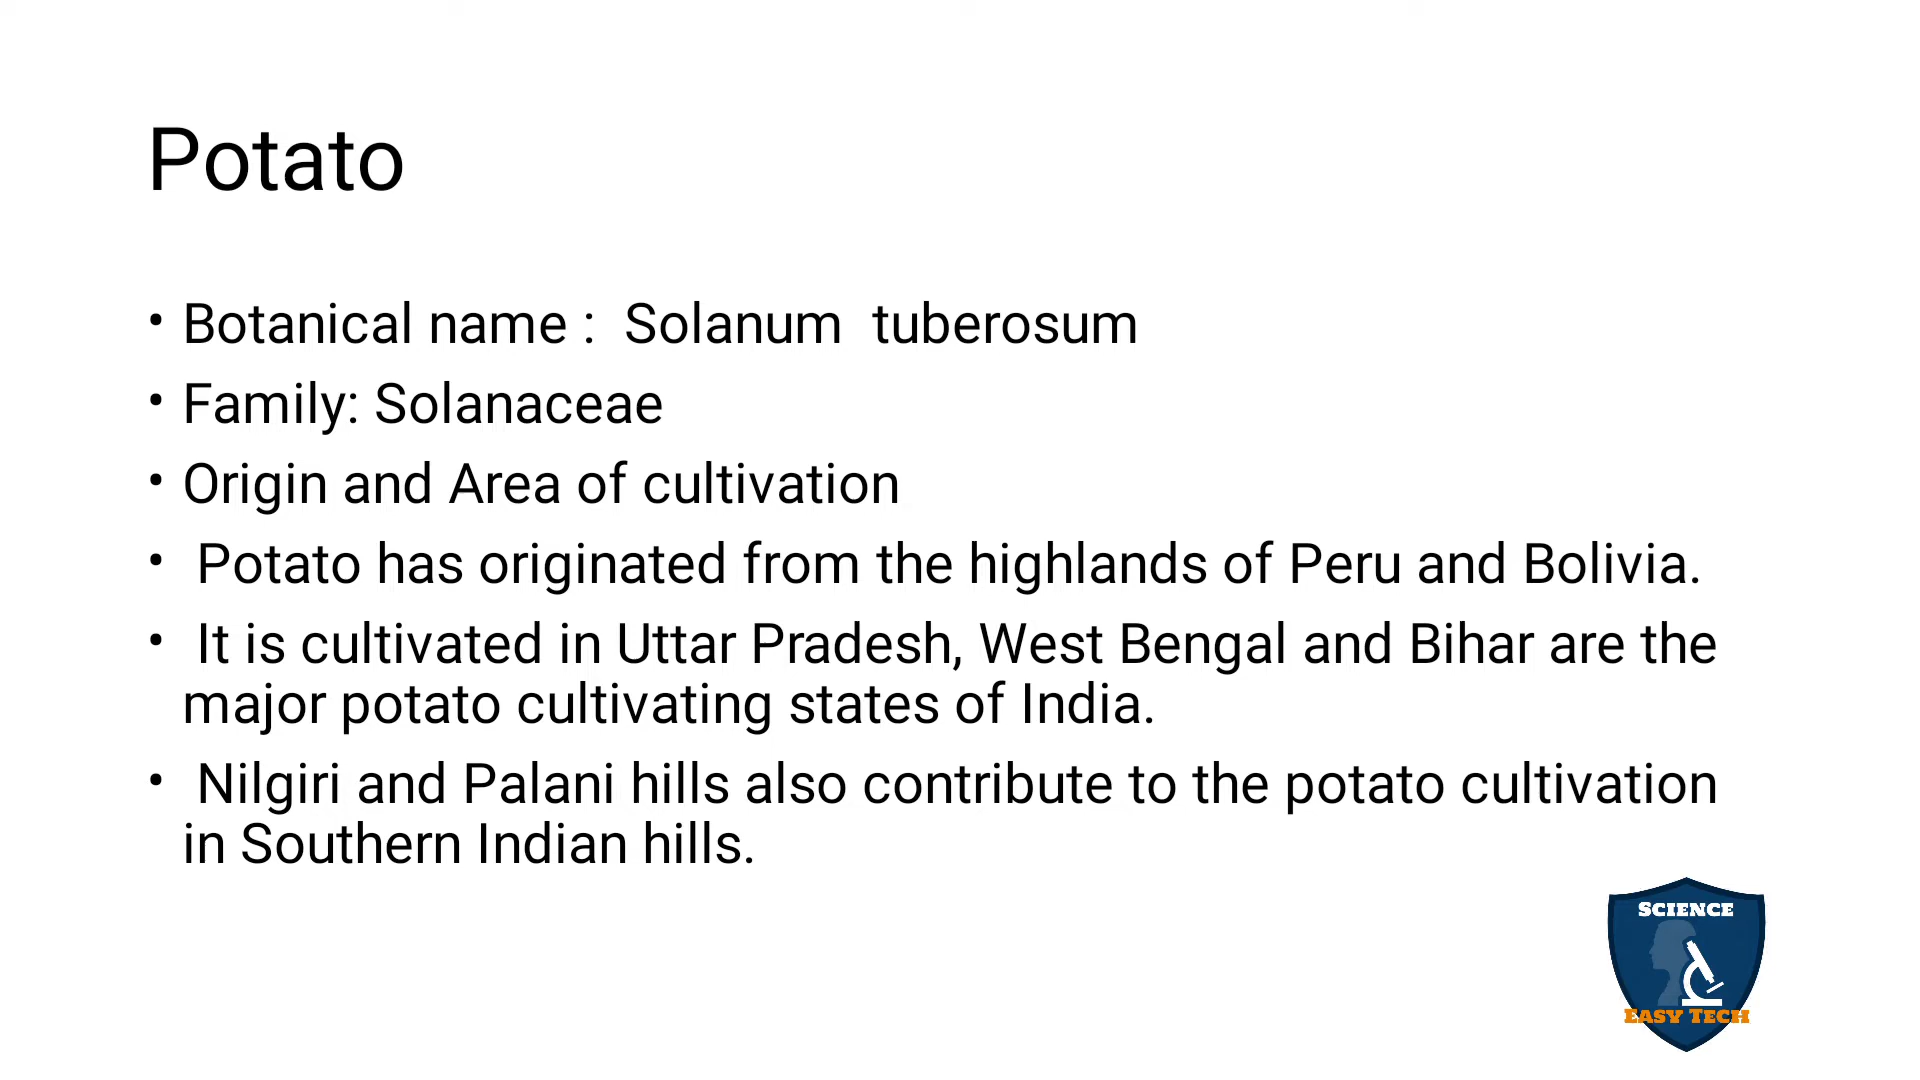 Potato
• Botanical name :  Solanum  tuberosum
• Family: Solanaceae
• Origin and Area of cultivation
•  Potato has originated from the highlands of Peru and Bolivia.
•  It is cultivated in Uttar Pradesh, West Bengal and Bihar are the
major potato cultivating states of India.
•  Nilgiri and Palani hills also contribute to the potato cultivation
in Southern Indian hills.
SCIENCE
EASY TECH